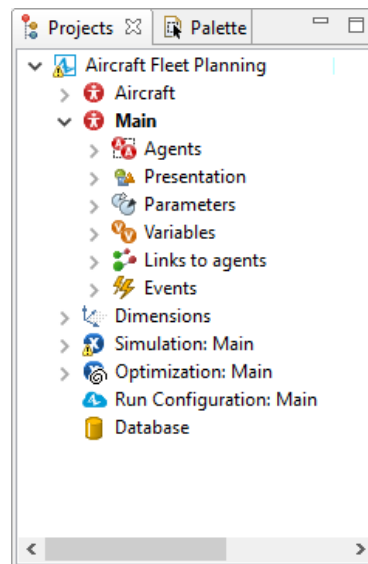 Projects Palette
Aircraft Fleet Planning
Aircraft
Main
Agents
Presentation
Parameters
Variables
Links to agents
Events
Dimensions
Simulation: Main
Optimization: Main
Run Configuration: Main
Database